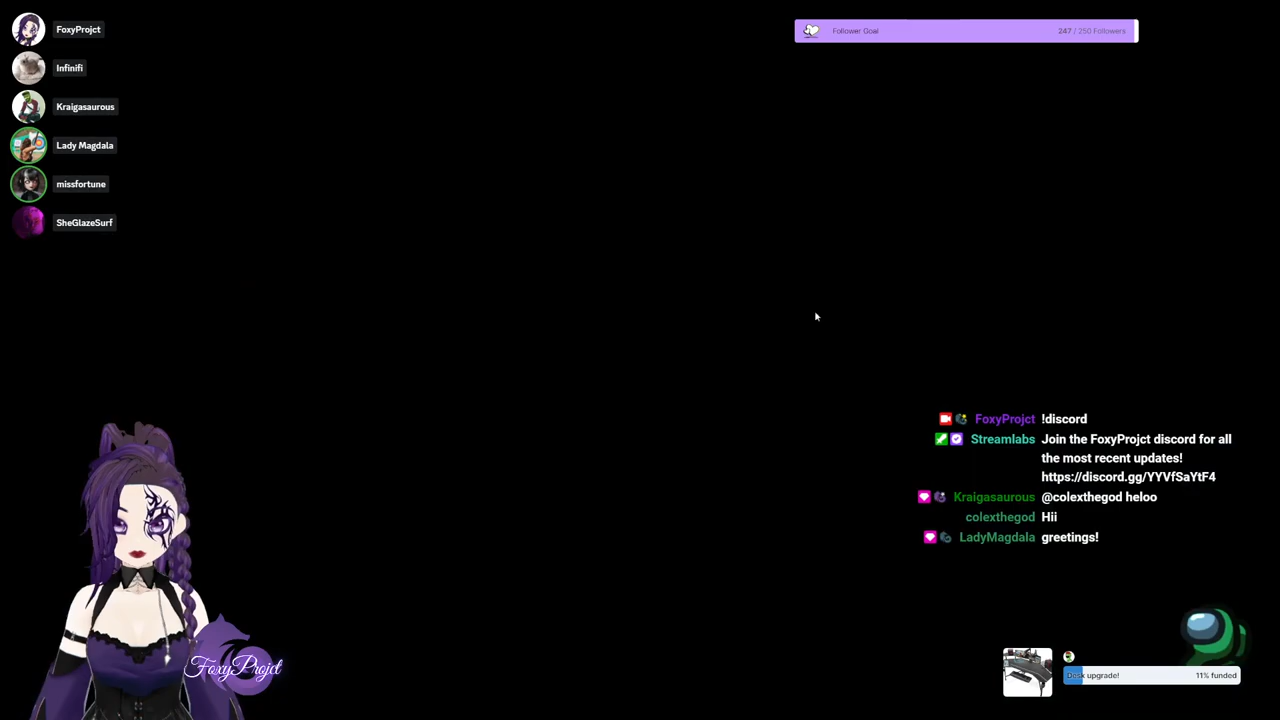 FoxyProjct
Follower Goal
247 / 250 Followers
Infinifi
Kraigasaurous
Lady Magdala
missfortune
SheGlazeSurf
FoxyProjct !discord
Streamlabs Join the FoxyProjct discord for all
the most recent updates!
https://discord.gg/YYVfSaYtF4
Kraigasaurous @colexthegod heloo
colexthegod Hii
LadyMagdala greetings!
FoxyProjct
Desk upgrade!
11% funded